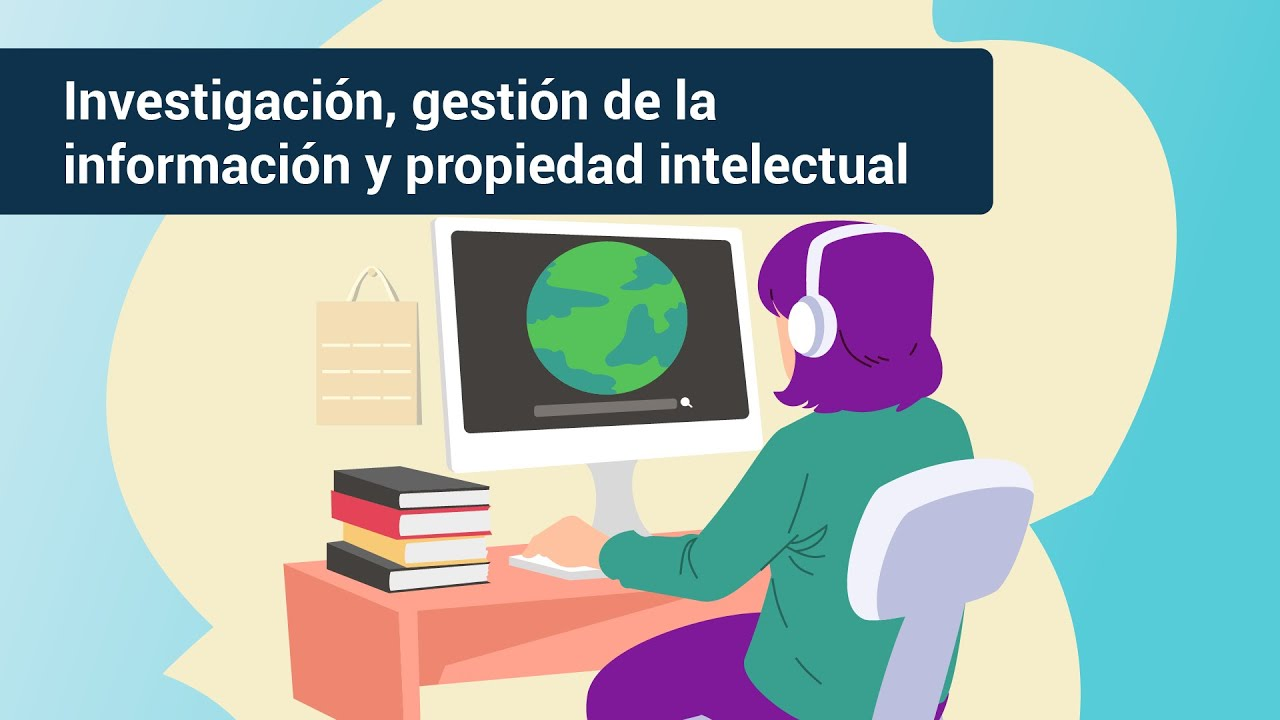 Investigación, gestión de la
información y propiedad intelectual